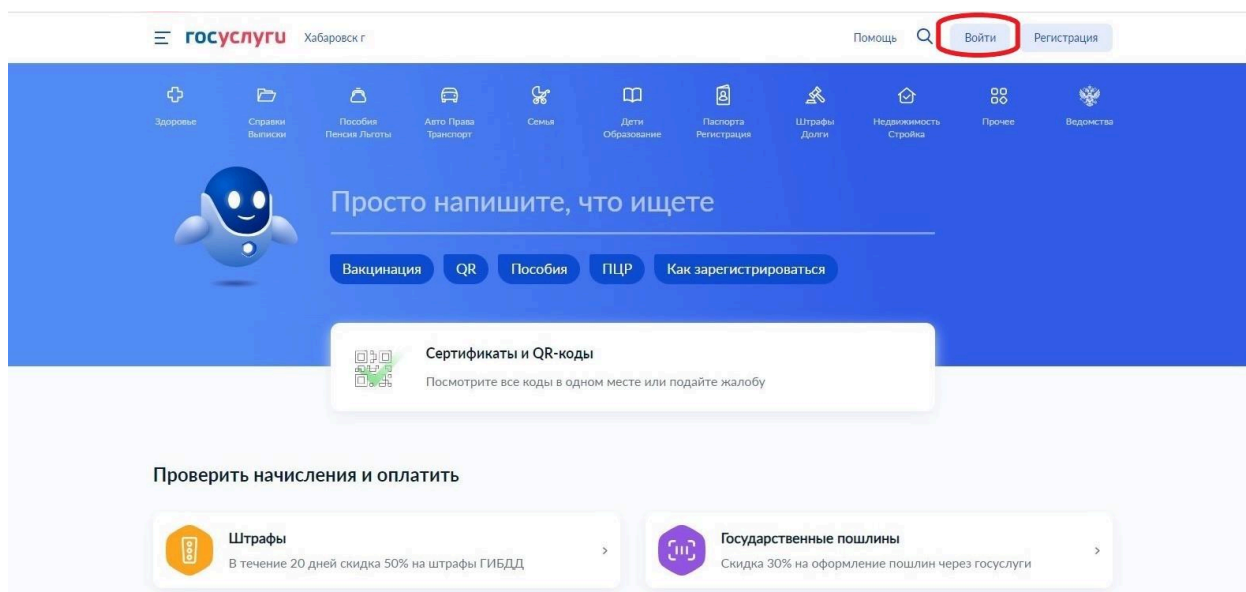 госуслуги Хабаровск г Помощь Войти Регистрация
Здоровье Справки Пособия Авто Права Семья Дети Паспорта Штрафы Недвижимость Прочее Ведомства
Выписки Пенсия Льготы Транспорт Образование Регистрация Долги Стройка
Просто напишите, что ищете
Вакцинация QR Пособия ПЦР Как зарегистрироваться
Сертификаты и QR-коды
Посмотрите все коды в одном месте или подайте жалобу
Проверить начисления и оплатить
Штрафы
В течение 20 дней скидка 50% на штрафы ГИБДД
Государственные пошлины
Скидка 30% на оформление пошлин через госуслуги